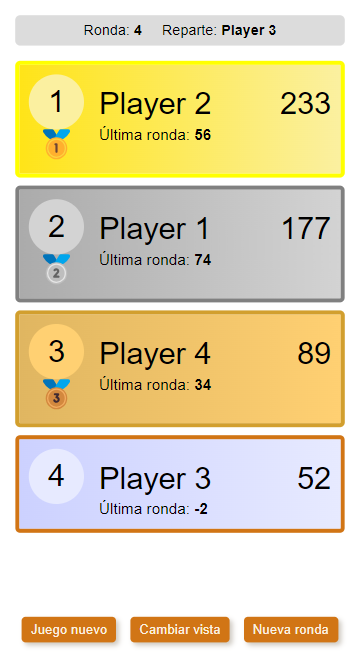 Ronda: 4 Reparte: Player 3
1 Player 2 233
Última ronda: 56
1
2 Player 1 177
Última ronda: 74
2
3 Player 4 89
Última ronda: 34
3
4 Player 3 52
Última ronda: -2
Juego nuevo Cambiar vista Nueva ronda